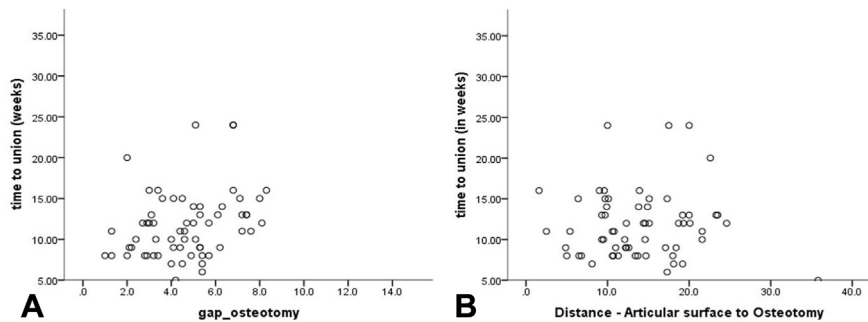 35.00
30.00
25.00
20.00
15.00
10.00
5.00
time to union (weeks)
.0 2.0 4.0 6.0 8.0 10.0 12.0 14.0
gap_osteotomy
A
35.00
30.00
25.00
20.00
15.00
10.00
5.00
time to union (in weeks)
.0 10.0 20.0 30.0 40.0
Distance - Articular surface to Osteotomy
B